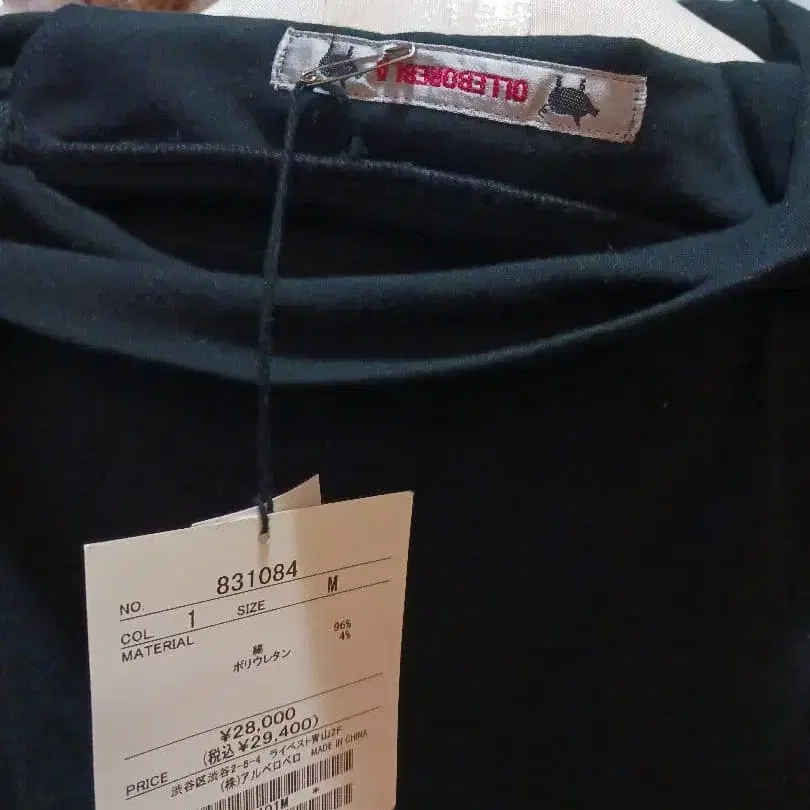 OLLEBOREBLA
NO. 831084
COL 1 SIZE M
MATERIAL
綿 96%
ポリウレタン 4%
¥28,000
PRICE (税込 ¥29,400)
渋谷区渋谷2-8-4 ライベスト青山2F
(株)アルベロベロ MADE IN CHINA